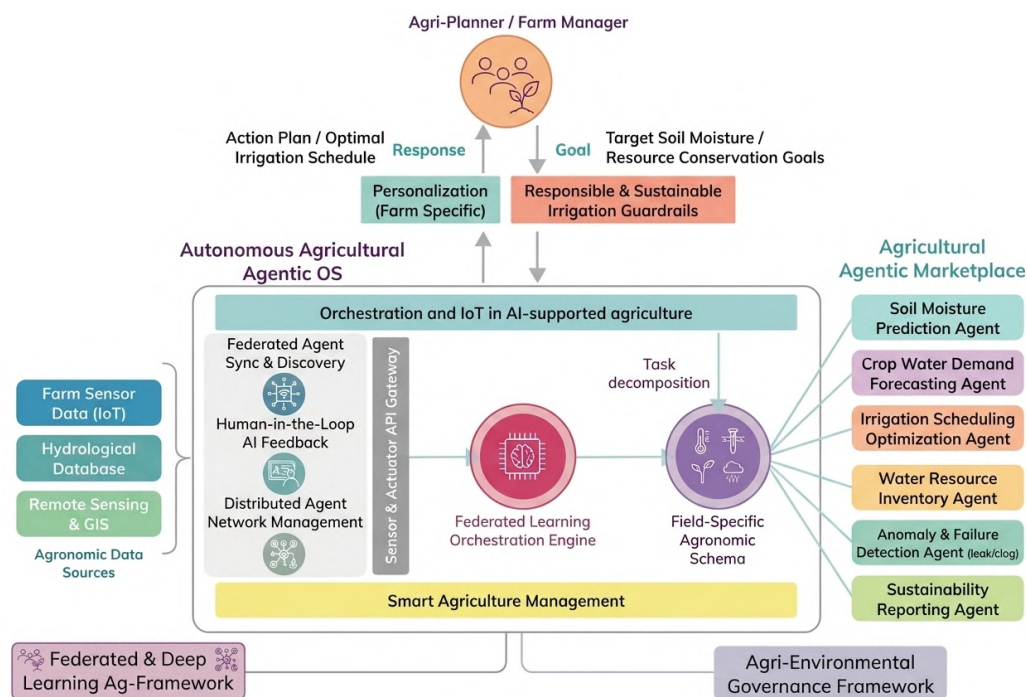 Agri-Planner / Farm Manager
Action Plan / Optimal
Irrigation Schedule
Response
Goal
Target Soil Moisture /
Resource Conservation Goals
Personalization
(Farm Specific)
Responsible & Sustainable
Irrigation Guardrails
Autonomous Agricultural
Agentic OS
Agricultural
Agentic Marketplace
Orchestration and IoT in AI-supported agriculture
Federated Agent
Sync & Discovery
Human-in-the-Loop
AI Feedback
Distributed Agent
Network Management
Sensor & Actuator API Gateway
Federated Learning
Orchestration Engine
Task
decomposition
Field-Specific
Agronomic
Schema
Smart Agriculture Management
Farm Sensor
Data (IoT)
Hydrological
Database
Remote Sensing
& GIS
Agronomic Data
Sources
Soil Moisture
Prediction Agent
Crop Water Demand
Forecasting Agent
Irrigation Scheduling
Optimization Agent
Water Resource
Inventory Agent
Anomaly & Failure
Detection Agent (leak/clog)
Sustainability
Reporting Agent
Federated & Deep
Learning Ag-Framework
Agri-Environmental
Governance Framework